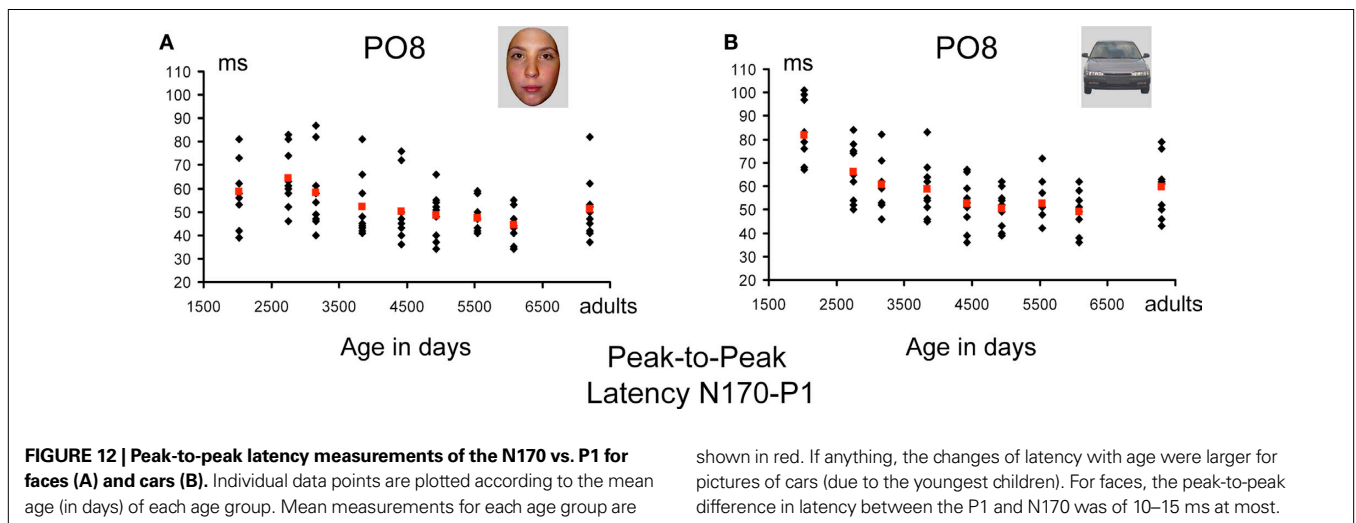 A
PO8
ms
110
100
90
80
70
60
50
40
30
20
1500 2500 3500 4500 5500 6500 adults
Age in days
B
PO8
ms
110
100
90
80
70
60
50
40
30
20
1500 2500 3500 4500 5500 6500 adults
Age in days
Peak-to-Peak
Latency N170-P1
FIGURE 12 | Peak-to-peak latency measurements of the N170 vs. P1 for
faces (A) and cars (B). Individual data points are plotted according to the mean
age (in days) of each age group. Mean measurements for each age group are
shown in red. If anything, the changes of latency with age were larger for
pictures of cars (due to the youngest children). For faces, the peak-to-peak
difference in latency between the P1 and N170 was of 10–15 ms at most.